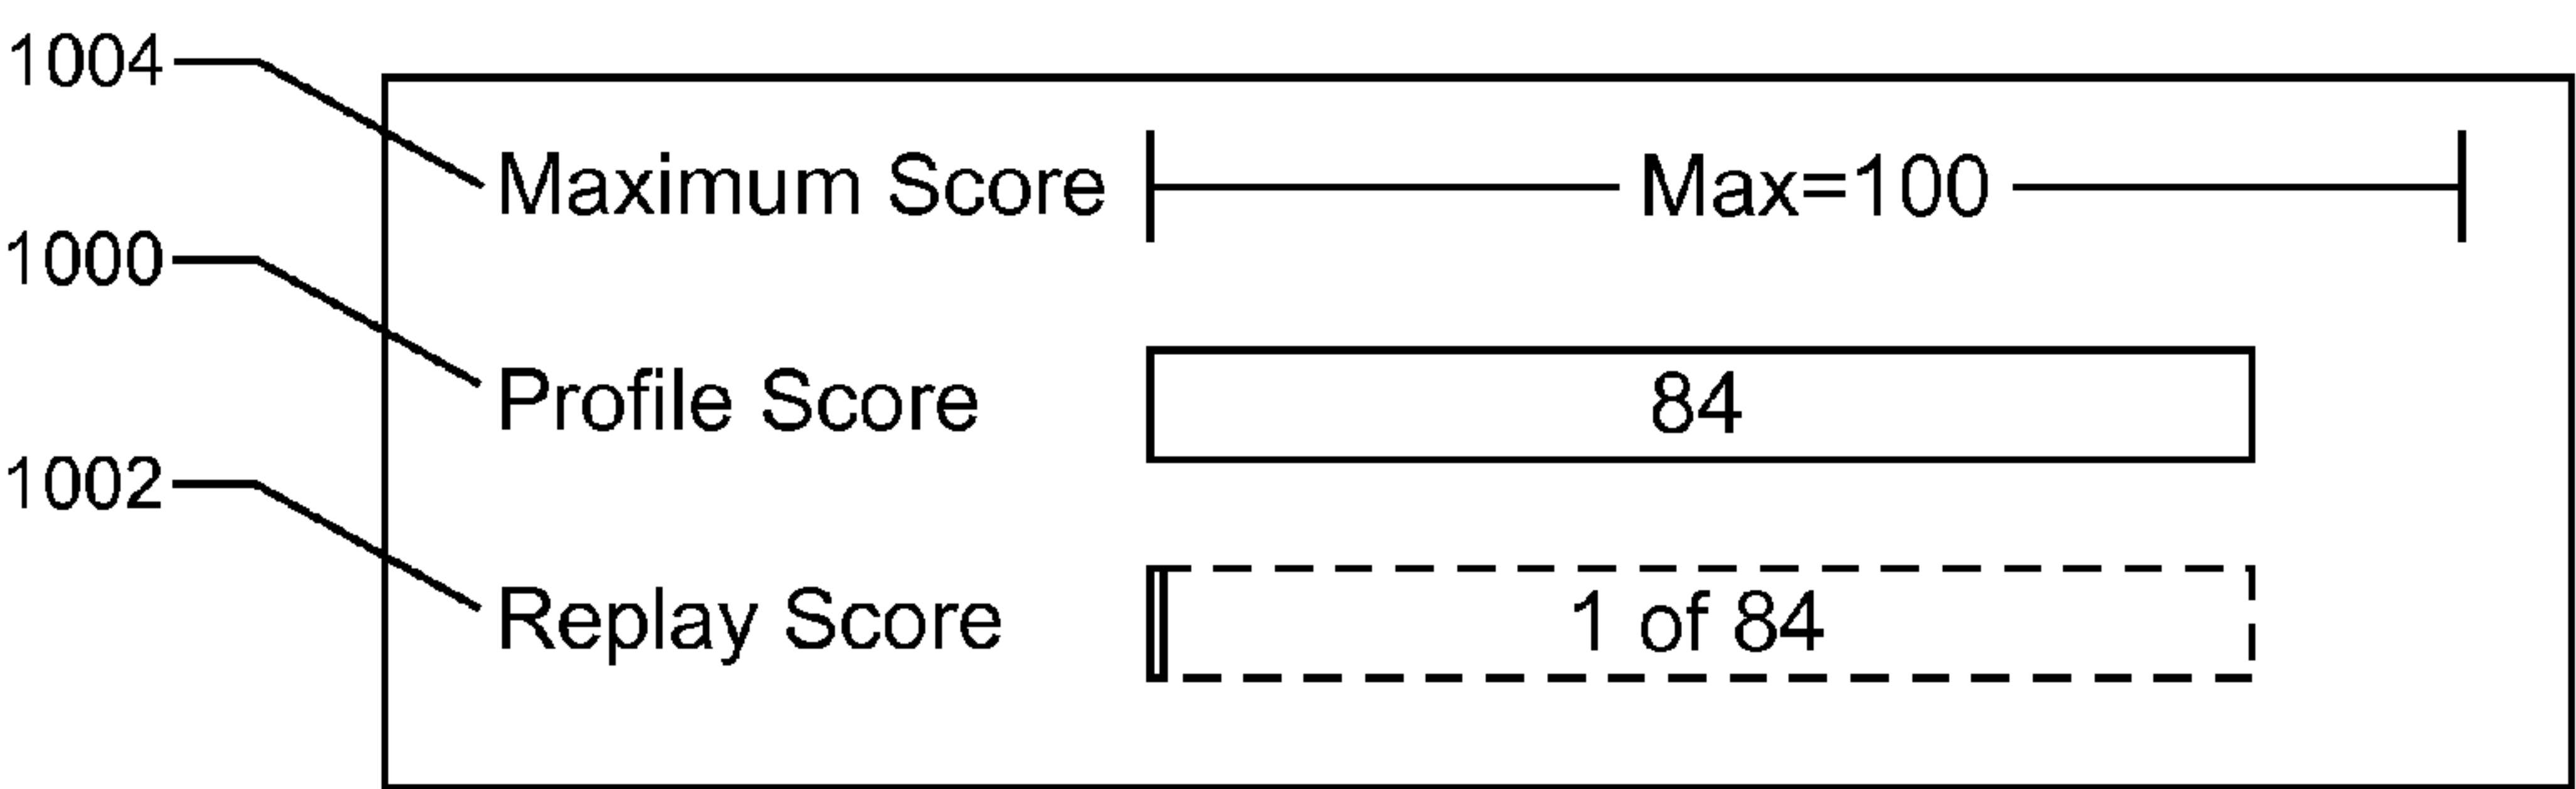 1004
Maximum Score Max=100
1000
Profile Score 84
1002
Replay Score 1 of 84